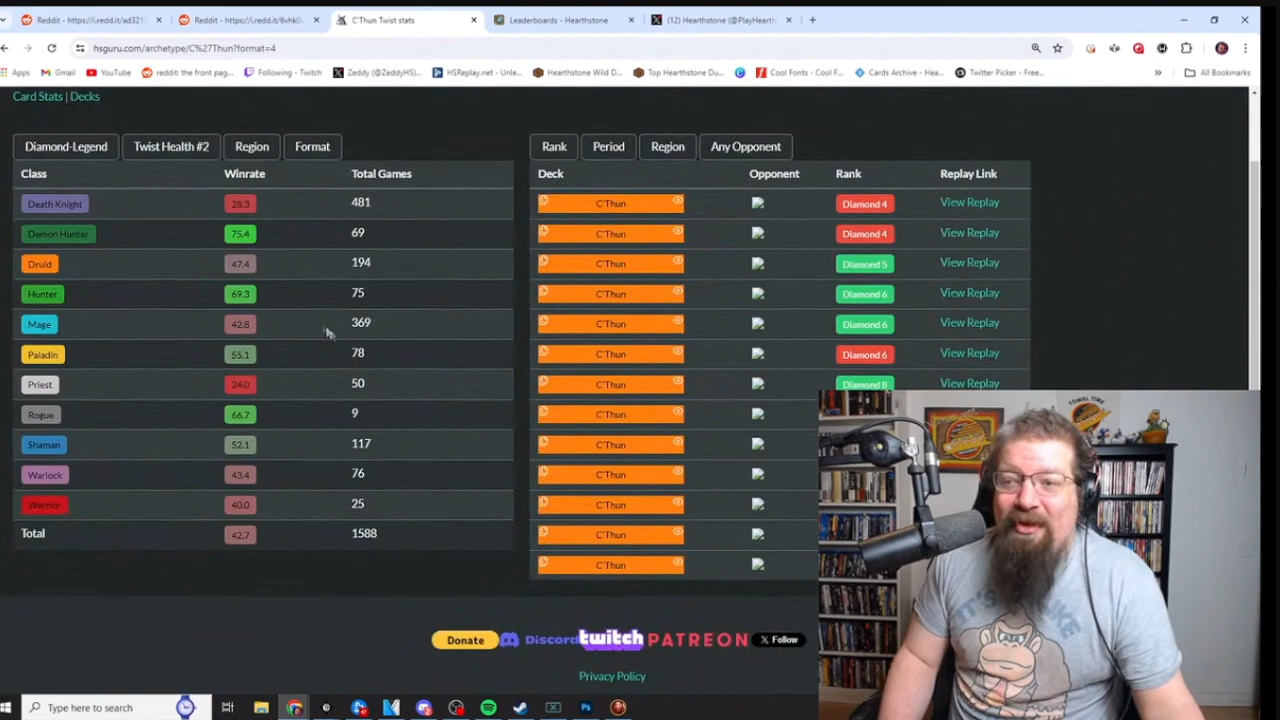 Reddit - https://i.redd.it/ad321
Reddit - https://i.redd.it/6vhk0
C'Thun Twist stats
Leaderboards - Hearthstone
(12) Hearthstone (@PlayHearth
hsguru.com/archetype/C%27Thun?format=4
Apps
Gmail
YouTube
reddit: the front pag...
Following - Twitch
Zeddy (@ZeddyHS)...
HSReplay.net - Unle...
Hearthstone Wild D...
Top Hearthstone Du...
Cool Fonts - Cool F...
Cards Archive - Hea...
Twitter Picker - Free...
»
All Bookmarks
Card Stats | Decks
Diamond-Legend Twist Health #2 Region Format
Class Winrate Total Games
Death Knight 28.3 481
Demon Hunter 75.4 69
Druid 47.4 194
Hunter 69.3 75
Mage 42.8 369
Paladin 55.1 78
Priest 24.0 50
Rogue 66.7 9
Shaman 52.1 117
Warlock 43.4 76
Warrior 40.0 25
Total 42.7 1588
Rank Period Region Any Opponent
Deck Opponent Rank Replay Link
C'Thun Diamond 4 View Replay
C'Thun Diamond 4 View Replay
C'Thun Diamond 5 View Replay
C'Thun Diamond 6 View Replay
C'Thun Diamond 6 View Replay
C'Thun Diamond 6 View Replay
C'Thun Diamond 8 View Replay
C'Thun
C'Thun
C'Thun
C'Thun
C'Thun
C'Thun
Donate Discord twitch PATREON X Follow
Privacy Policy
TOWEL TIME
IT'S LIKE
Type here to search